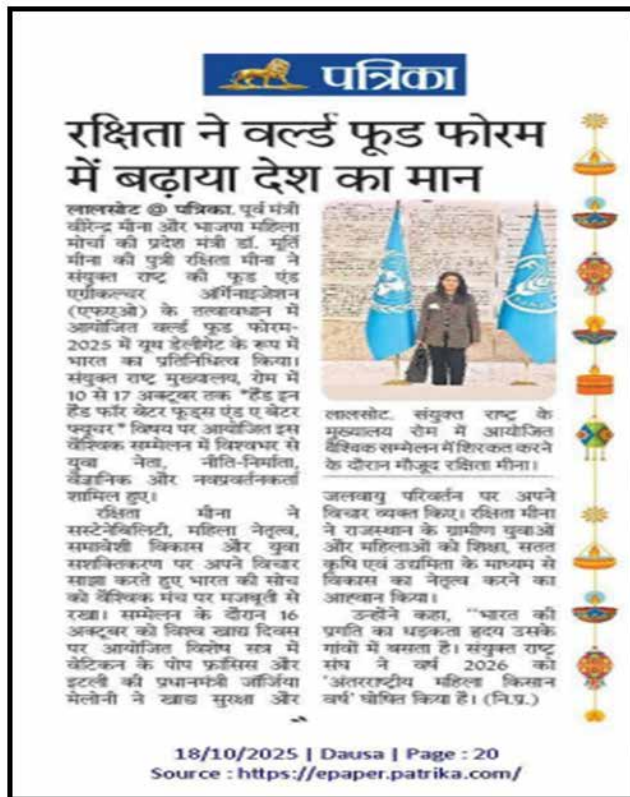 पत्रिका
रक्षिता ने वर्ल्ड फूड फोरम
में बढ़ाया देश का मान
लालसोट @ पत्रिका. पूर्व मंत्री
वीरेन्द्र मीना और भाजपा महिला
मोर्चा की प्रदेश मंत्री डॉ. मूर्ति
मीना की पुत्री रक्षिता मीना ने
संयुक्त राष्ट्र की फूड एंड
एग्रीकल्चर ऑर्गेनाइजेशन
(एफएओ) के तत्वावधान में
आयोजित वर्ल्ड फूड फोरम-
2025 में यूथ डेलीगेट के रूप में
भारत का प्रतिनिधित्व किया।
संयुक्त राष्ट्र मुख्यालय, रोम में
10 से 17 अक्टूबर तक "हैंड इन
हैंड फॉर बेटर फूड्स एंड ए बेटर
फ्यूचर" विषय पर आयोजित इस
वैश्विक सम्मेलन में विश्वभर से
युवा नेता, नीति-निर्माता,
वैज्ञानिक और नवप्रवर्तनकर्ता
शामिल हुए।
रक्षिता मीना ने
सस्टेनेबिलिटी, महिला नेतृत्व,
समावेशी विकास और युवा
सशक्तिकरण पर अपने विचार
साझा करते हुए भारत की सोच
को वैश्विक मंच पर मजबूती से
रखा। सम्मेलन के दौरान 16
अक्टूबर को विश्व खाद्य दिवस
पर आयोजित विशेष सत्र में
वेटिकन के पोप फ्रांसिस और
इटली की प्रधानमंत्री जॉर्जिया
मेलोनी ने खाद्य सुरक्षा और
लालसोट. संयुक्त राष्ट्र के
मुख्यालय रोम में आयोजित
वैश्विक सम्मेलन में शिरकत करने
के दौरान मौजूद रक्षिता मीना।
जलवायु परिवर्तन पर अपने
विचार व्यक्त किए। रक्षिता मीना
ने राजस्थान के ग्रामीण युवाओं
और महिलाओं को शिक्षा, सतत
कृषि एवं उद्यमिता के माध्यम से
विकास का नेतृत्व करने का
आह्वान किया।
उन्होंने कहा, "भारत की
प्रगति का धड़कता हृदय उसके
गांवों में बसता है। संयुक्त राष्ट्र
संघ ने वर्ष 2026 को
'अंतरराष्ट्रीय महिला किसान
वर्ष' घोषित किया है। (नि.प्र.)
18/10/2025 | Dausa | Page : 20
Source : https://epaper.patrika.com/